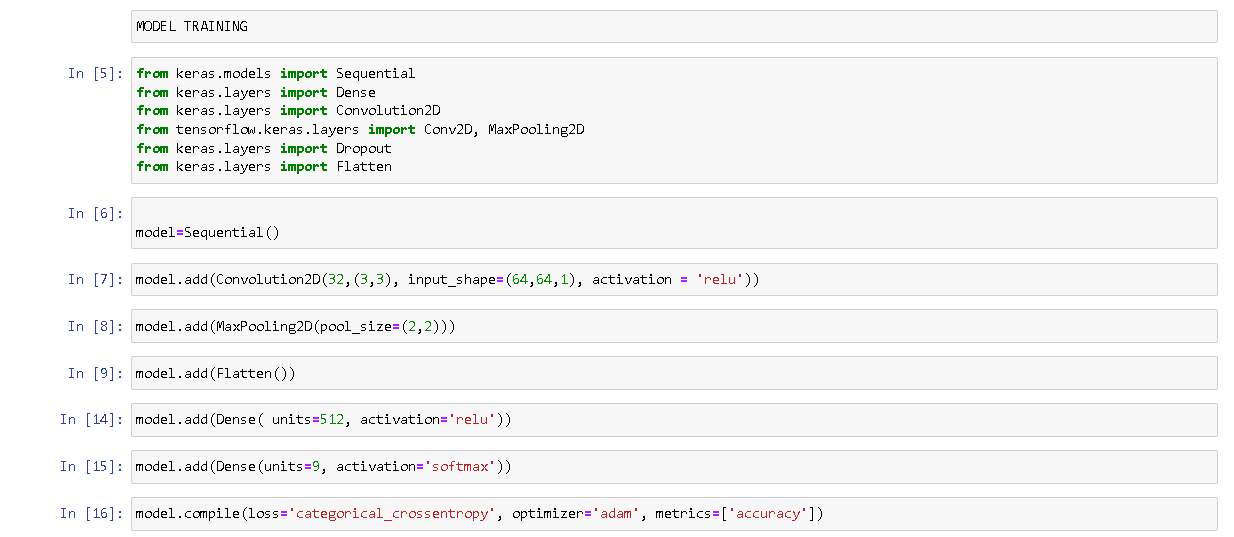 MODEL TRAINING
In [5]: from keras.models import Sequential
from keras.layers import Dense
from keras.layers import Convolution2D
from tensorflow.keras.layers import Conv2D, MaxPooling2D
from keras.layers import Dropout
from keras.layers import Flatten
In [6]:
model=Sequential()
In [7]: model.add(Convolution2D(32,(3,3), input_shape=(64,64,1), activation = 'relu'))
In [8]: model.add(MaxPooling2D(pool_size=(2,2)))
In [9]: model.add(Flatten())
In [14]: model.add(Dense( units=512, activation='relu'))
In [15]: model.add(Dense(units=9, activation='softmax'))
In [16]: model.compile(loss='categorical_crossentropy', optimizer='adam', metrics=['accuracy'])